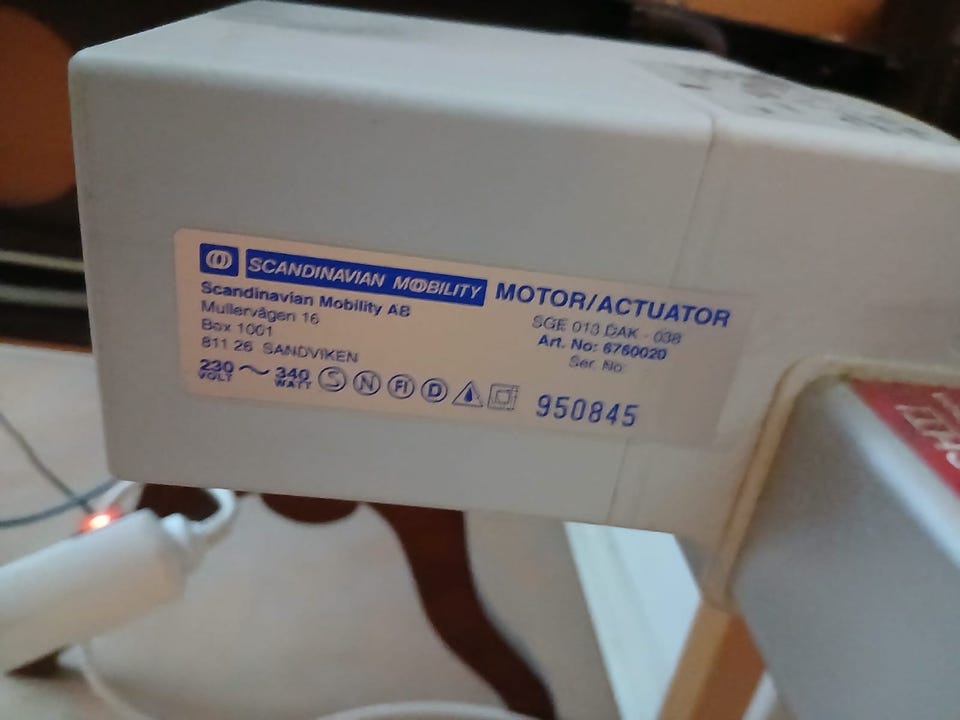 SCANDINAVIAN MOBILITY MOTOR/ACTUATOR
Scandinavian Mobility AB
Mullervägen 16
Box 1001
811 26 SANDVIKEN
SGE 013 DAK - 038
Art. No: 6760020
Ser. No:
230 VOLT ~ 340 WATT S N FI D
950845